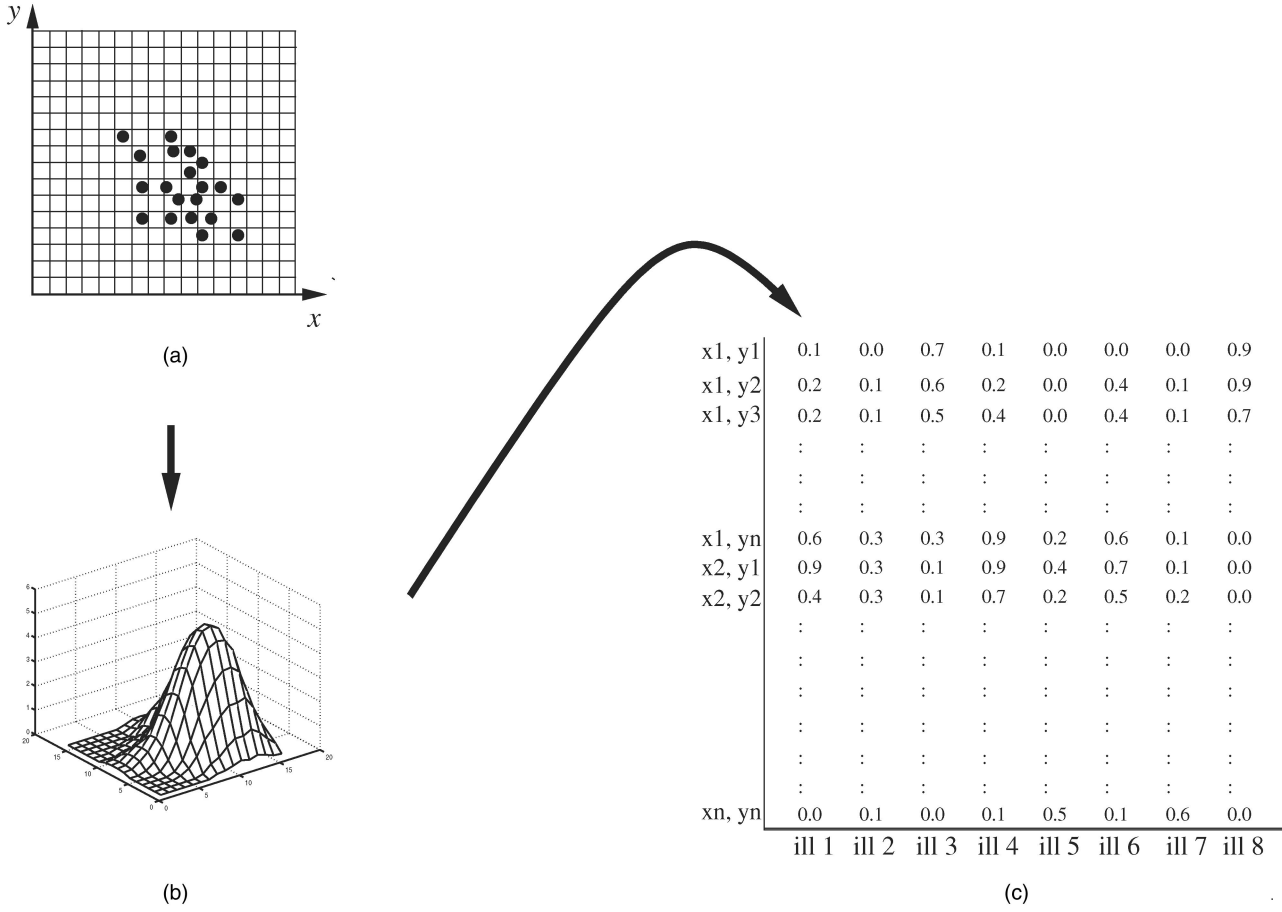 y
x
(a)
6
5
4
3
2
1
0
20
15
10
5
0
0
5
10
15
20
(b)
x1, y1 0.1 0.0 0.7 0.1 0.0 0.0 0.0 0.9
x1, y2 0.2 0.1 0.6 0.2 0.0 0.4 0.1 0.9
x1, y3 0.2 0.1 0.5 0.4 0.0 0.4 0.1 0.7
: : : : : : : :
: : : : : : : :
: : : : : : : :
x1, yn 0.6 0.3 0.3 0.9 0.2 0.6 0.1 0.0
x2, y1 0.9 0.3 0.1 0.9 0.4 0.7 0.1 0.0
x2, y2 0.4 0.3 0.1 0.7 0.2 0.5 0.2 0.0
: : : : : : : :
: : : : : : : :
: : : : : : : :
: : : : : : : :
: : : : : : : :
: : : : : : : :
xn, yn 0.0 0.1 0.0 0.1 0.5 0.1 0.6 0.0
ill 1 ill 2 ill 3 ill 4 ill 5 ill 6 ill 7 ill 8
(c)